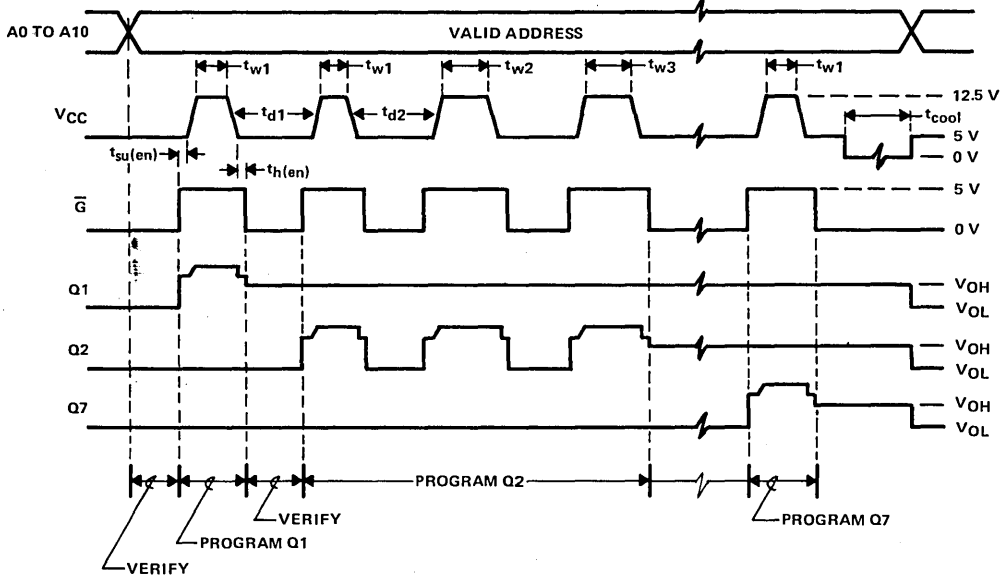 A0 TO A10
VALID ADDRESS
tw1 tw1 tw2 tw3 tw1
12.5 V
VCC
td1 td2
tcool
5 V
tsu(en)
0 V
th(en)
G̅
5 V
0 V
Q1
VOH
VOL
Q2
VOH
VOL
Q7
VOH
VOL
PROGRAM Q2
VERIFY
PROGRAM Q7
PROGRAM Q1
VERIFY